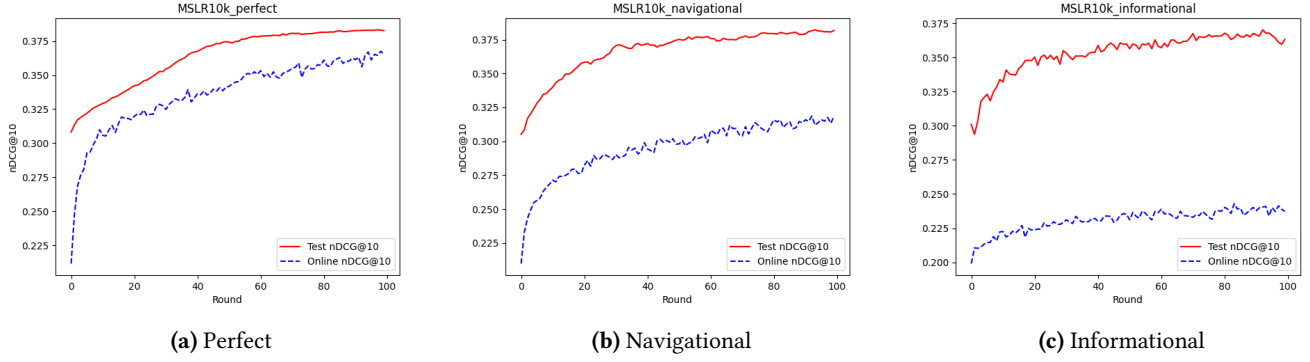 MSLR10k_perfect
nDCG@10
0.375
0.350
0.325
0.300
0.275
0.250
0.225
0
20
40
60
80
100
Round
Test nDCG@10
Online nDCG@10
(a) Perfect
MSLR10k_navigational
nDCG@10
0.375
0.350
0.325
0.300
0.275
0.250
0.225
0
20
40
60
80
100
Round
Test nDCG@10
Online nDCG@10
(b) Navigational
MSLR10k_informational
nDCG@10
0.375
0.350
0.325
0.300
0.275
0.250
0.225
0.200
0
20
40
60
80
100
Round
Test nDCG@10
Online nDCG@10
(c) Informational